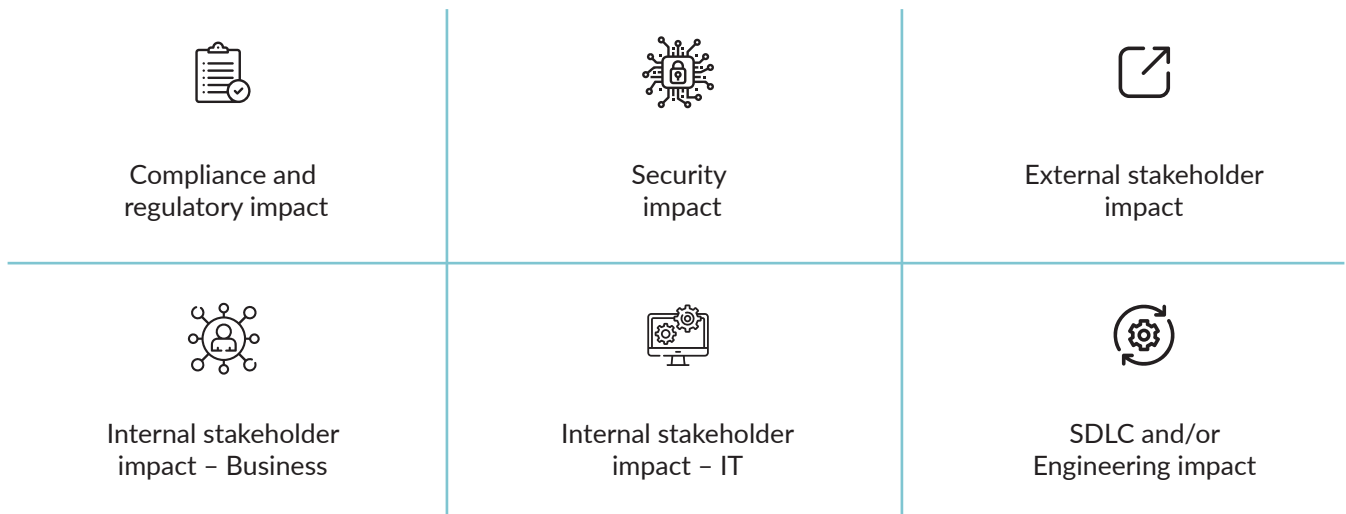 Compliance and
regulatory impact
Security
impact
External stakeholder
impact
Internal stakeholder
impact – Business
Internal stakeholder
impact – IT
SDLC and/or
Engineering impact